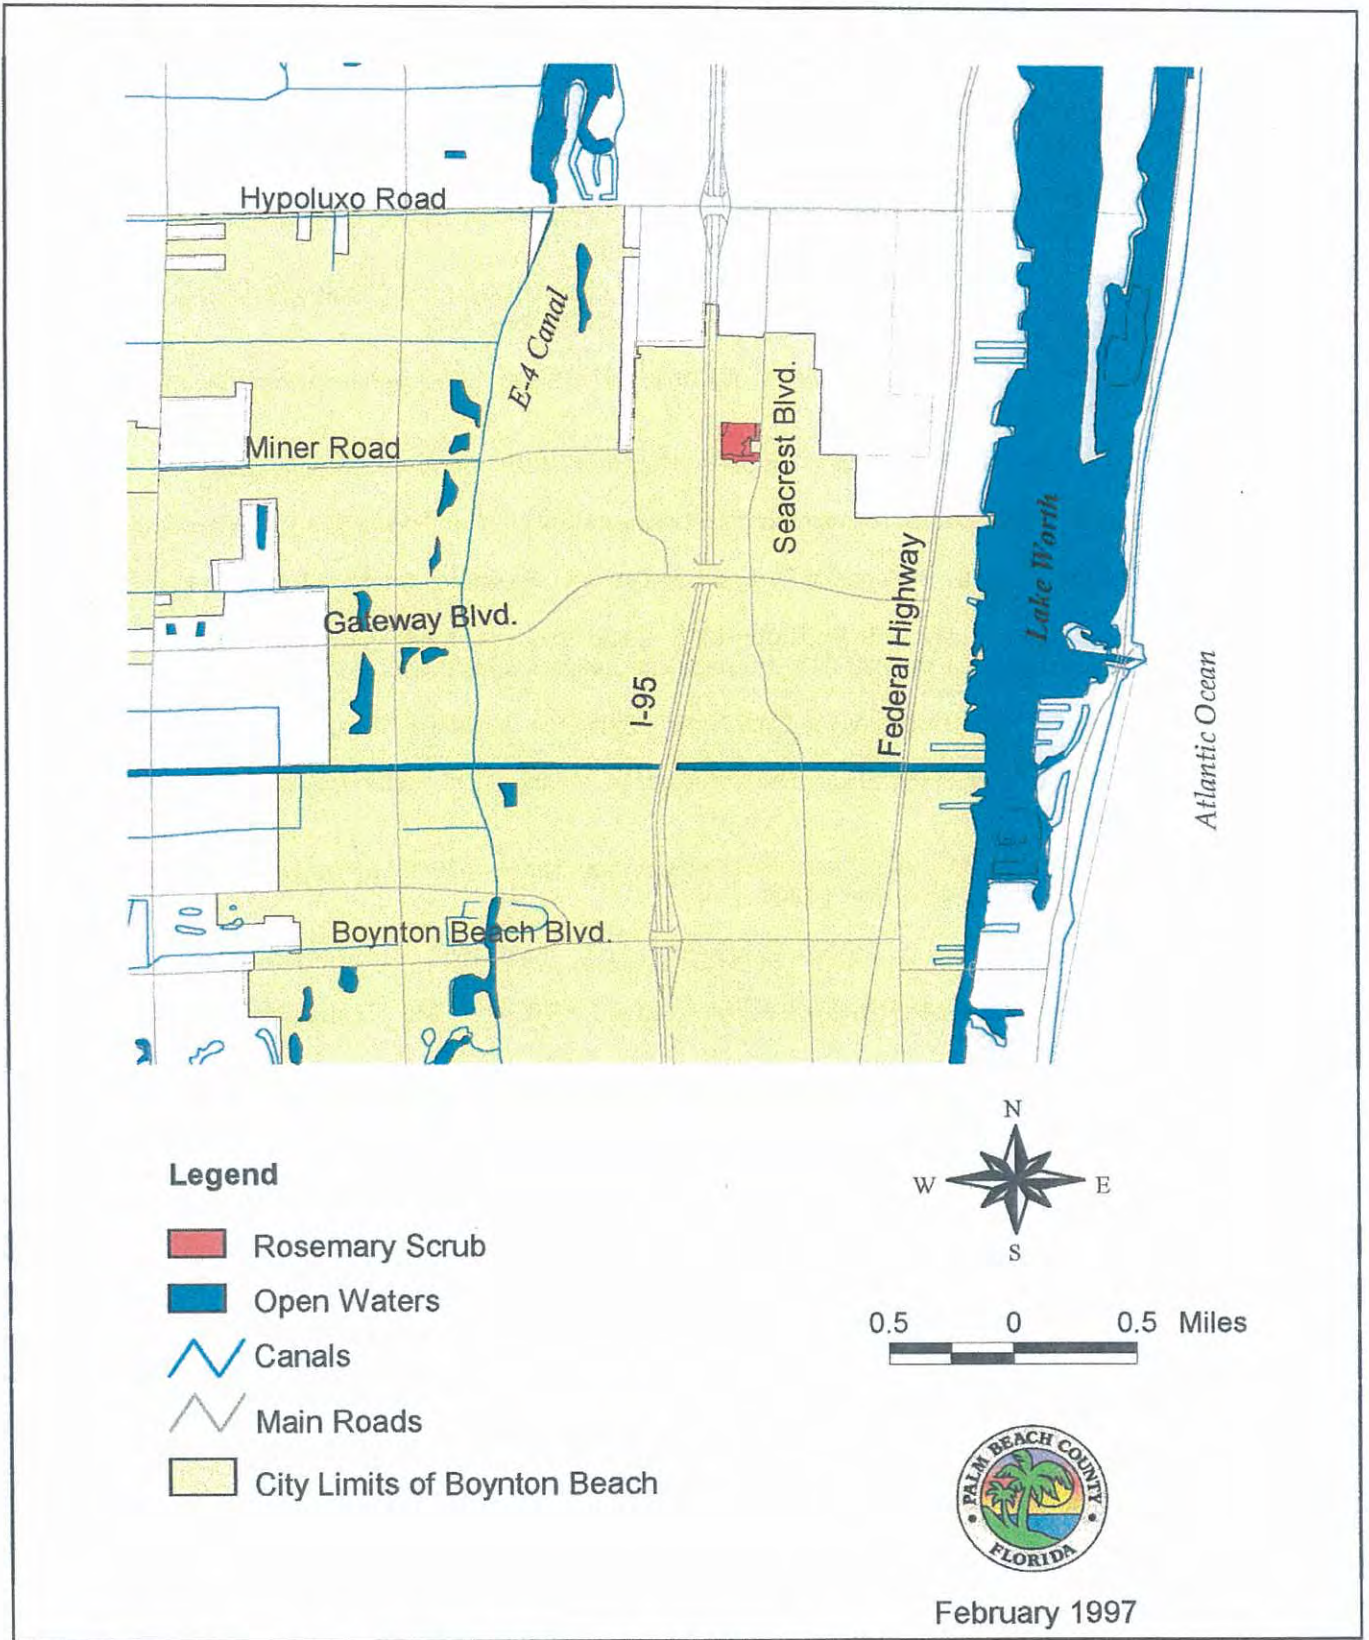 Hypoluxo Road
E-4 Canal
Miner Road
Seacrest Blvd.
Lake Worth
Gateway Blvd.
Federal Highway
I-95
Atlantic Ocean
Boynton Beach Blvd.
N
W E
S
Legend
Rosemary Scrub
Open Waters
Canals
Main Roads
City Limits of Boynton Beach
0.5 0 0.5 Miles
PALM BEACH COUNTY
FLORIDA
February 1997